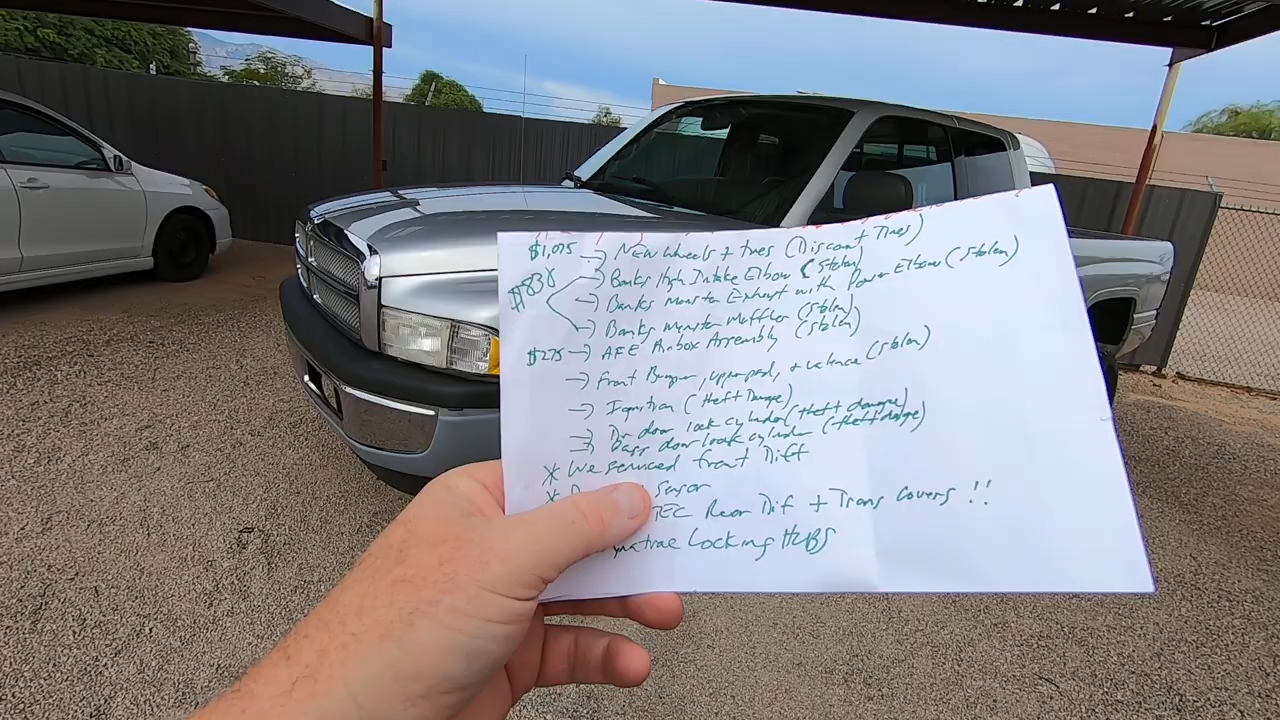 $1,075 → New wheels + tires (Discount Tires)
$838 → Banks High Intake Elbow (Stolen)
→ Banks Monster Exhaust with Power Elbow (Stolen)
→ Banks Monster Muffler (Stolen)
$275 → AFE Airbox Assembly (Stolen)
→ Front Bumper, upper pad, + valence (Stolen)
→ Ignition (theft Damage)
→ Dr door lock cylinder (theft damage)
→ Pass door lock cylinder (theft damage)
* We serviced front Diff
*
TEC Rear Dif + Trans Covers !!
Locking HUBS